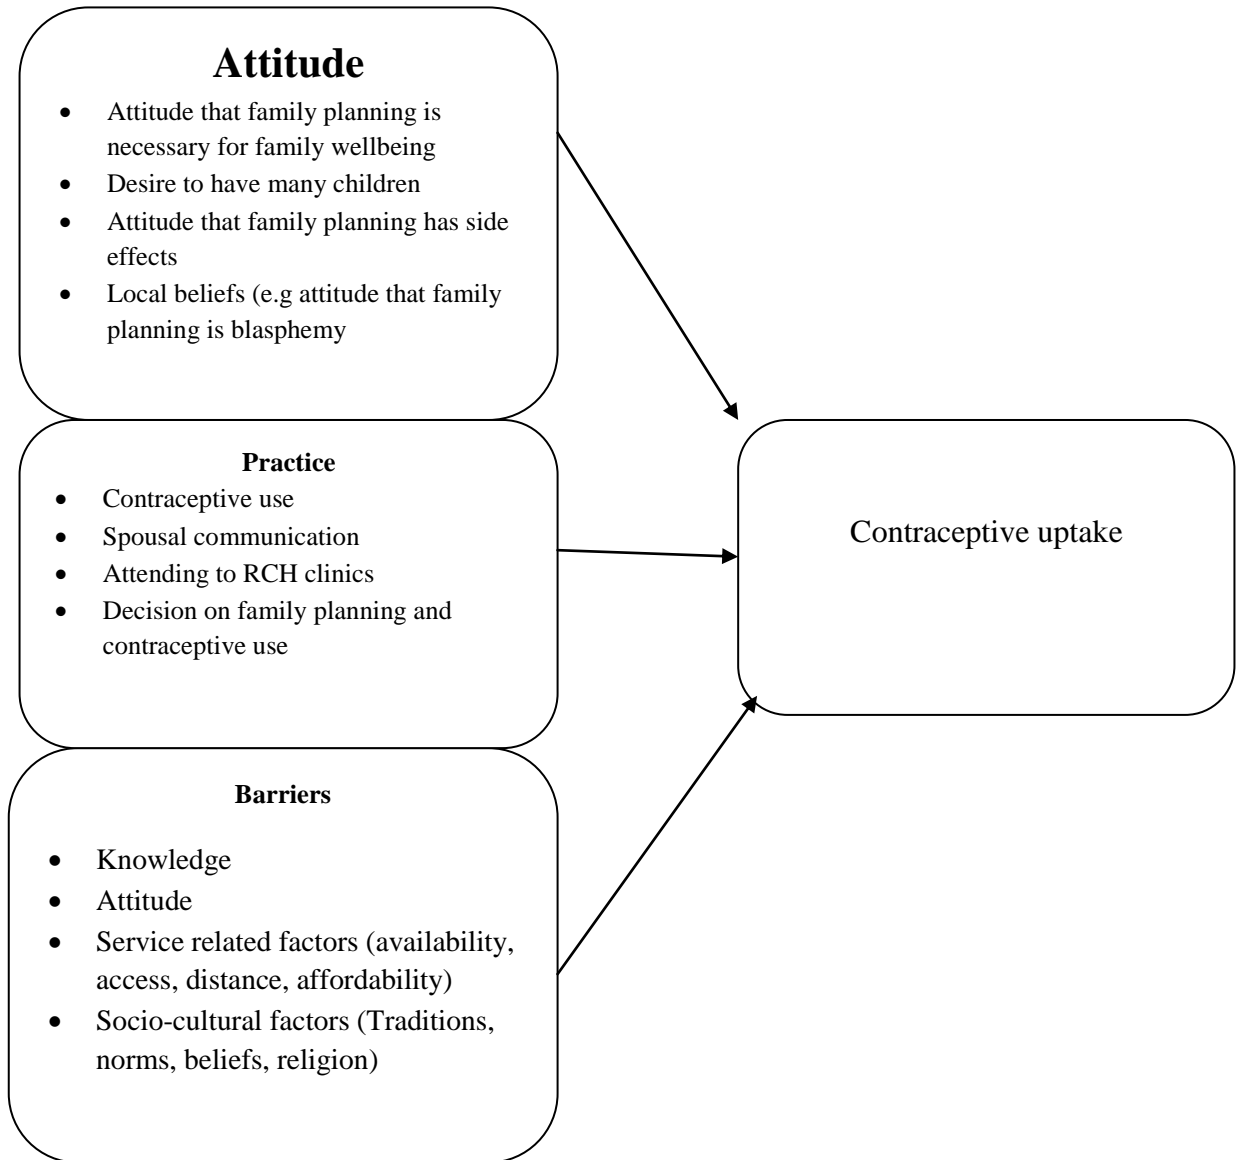 Attitude
• Attitude that family planning is
necessary for family wellbeing
• Desire to have many children
• Attitude that family planning has side
effects
• Local beliefs (e.g attitude that family
planning is blasphemy
Practice
• Contraceptive use
• Spousal communication
• Attending to RCH clinics
• Decision on family planning and
contraceptive use
Barriers
• Knowledge
• Attitude
• Service related factors (availability,
access, distance, affordability)
• Socio-cultural factors (Traditions,
norms, beliefs, religion)
Contraceptive uptake